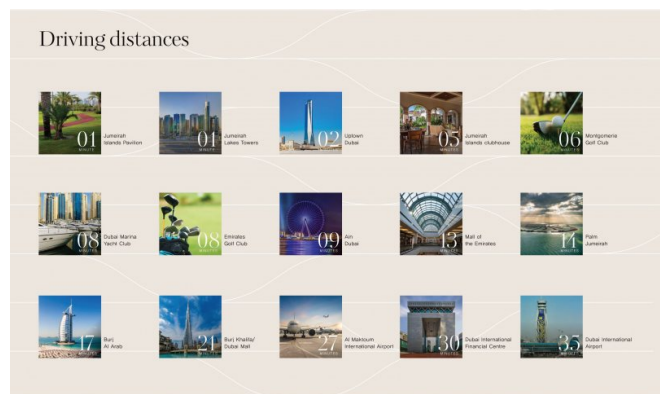 Driving distances
01
MINUTE
Jumeirah
Islands Pavilion
01
MINUTE
Jumeirah
Lakes Towers
02
MINUTES
Uptown
Dubai
05
MINUTES
Jumeirah
Islands clubhouse
06
MINUTES
Montgomerie
Golf Club
08
MINUTES
Dubai Marina
Yacht Club
08
MINUTES
Emirates
Golf Club
09
MINUTES
Ain
Dubai
13
MINUTES
Mall of
the Emirates
14
MINUTES
Palm
Jumeirah
17
MINUTES
Burj
Al Arab
21
MINUTES
Burj Khalifa/
Dubai Mall
27
MINUTES
Al Maktoum
International Airport
30
MINUTES
Dubai International
Financial Centre
35
MINUTES
Dubai International
Airport